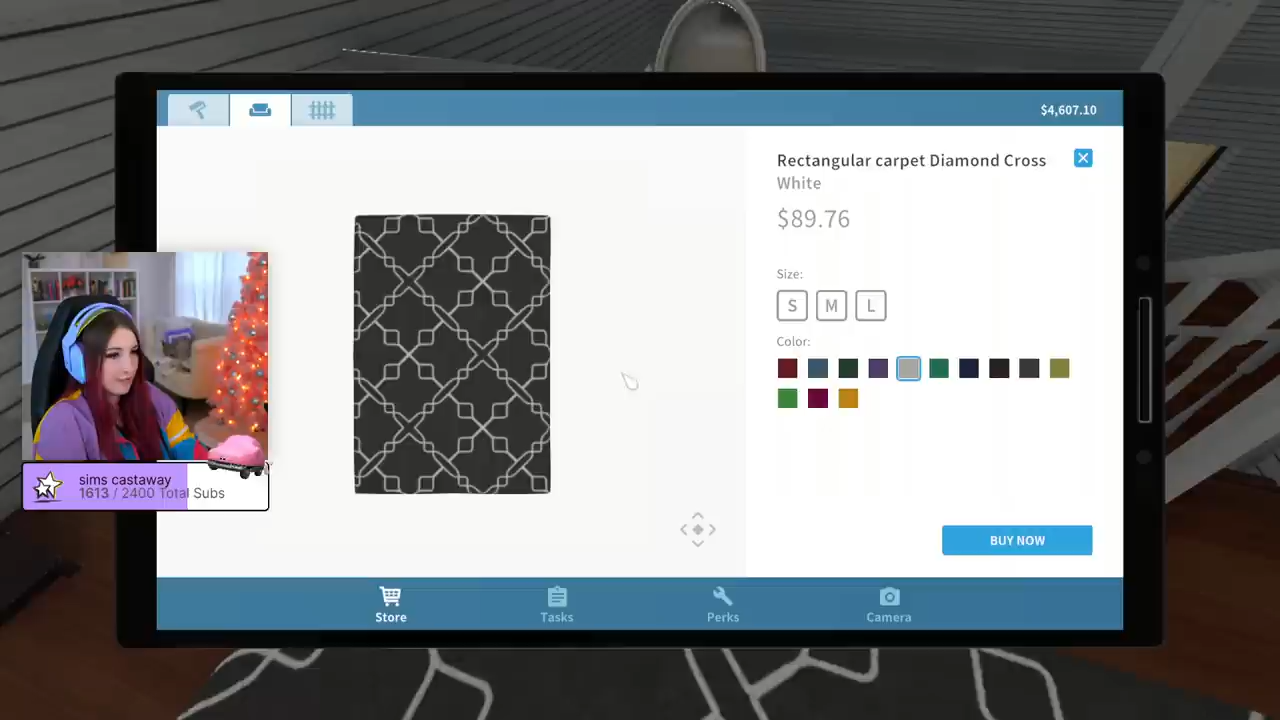 $4,607.10
Rectangular carpet Diamond Cross
White
$89.76
Size:
S M L
Color:
sims castaway
1613 / 2400 Total Subs
BUY NOW
Store
Tasks
Perks
Camera